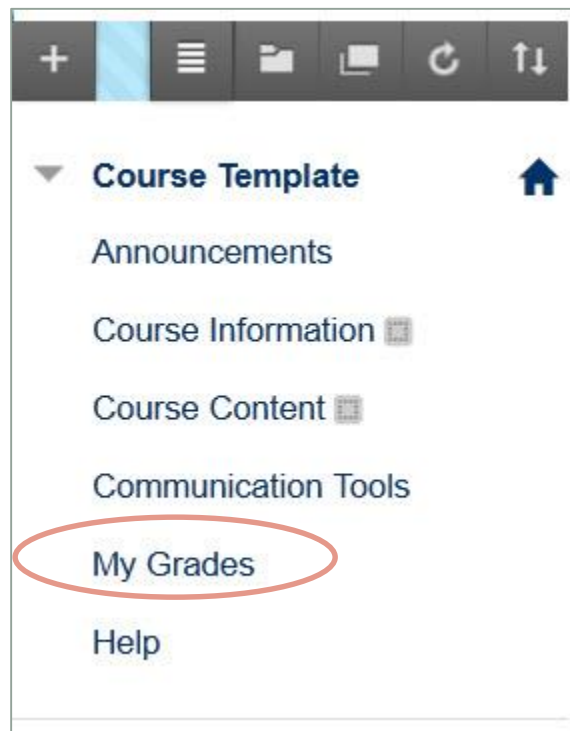 Course Template
Announcements
Course Information
Course Content
Communication Tools
My Grades
Help